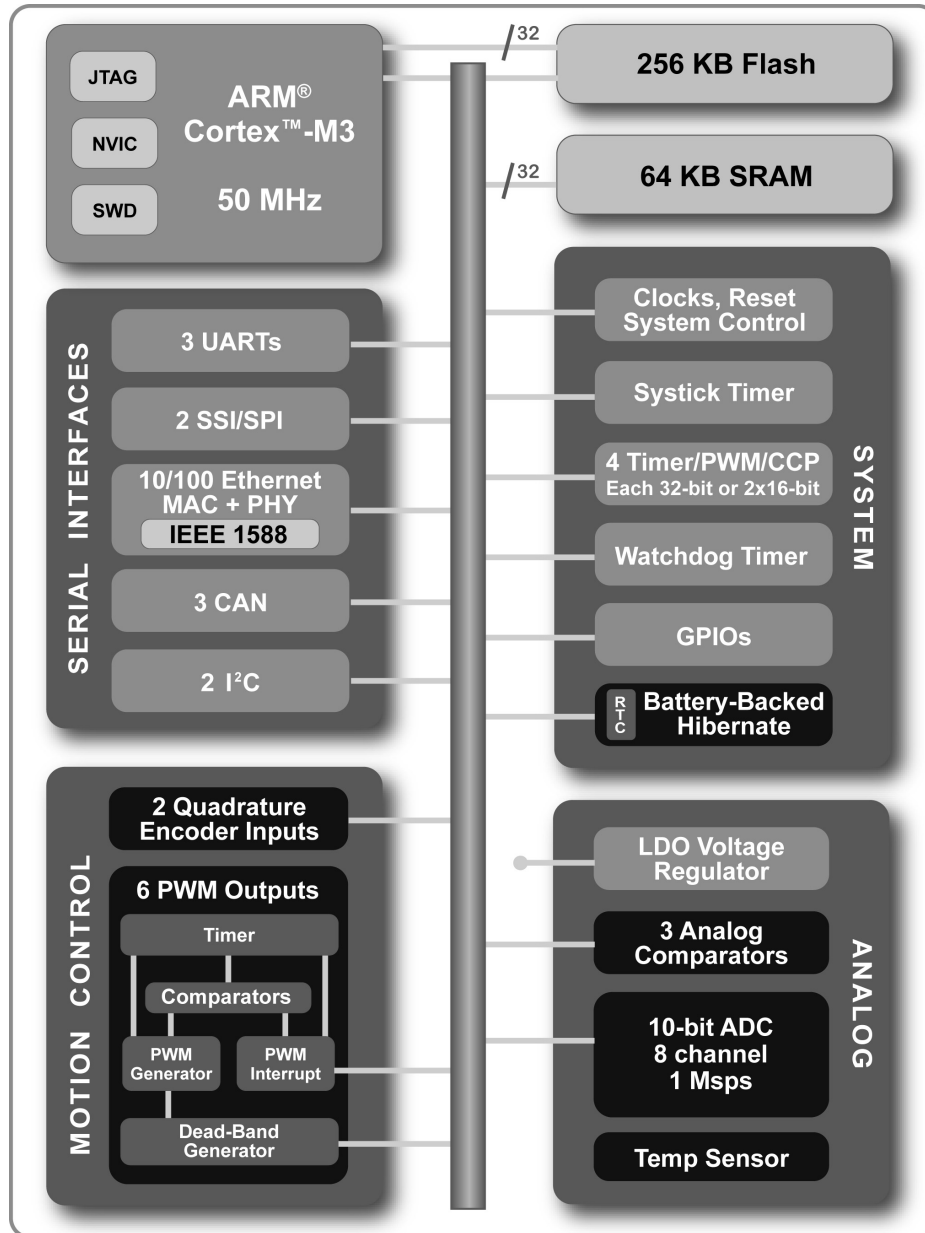 JTAG
NVIC
SWD
ARM®
Cortex™-M3
50 MHz
32
256 KB Flash
32
64 KB SRAM
SERIAL INTERFACES
3 UARTs
2 SSI/SPI
10/100 Ethernet
MAC + PHY
IEEE 1588
3 CAN
2 I²C
SYSTEM
Clocks, Reset
System Control
Systick Timer
4 Timer/PWM/CCP
Each 32-bit or 2x16-bit
Watchdog Timer
GPIOs
RTC
Battery-Backed
Hibernate
MOTION CONTROL
2 Quadrature
Encoder Inputs
6 PWM Outputs
Timer
Comparators
PWM
Generator
PWM
Interrupt
Dead-Band
Generator
ANALOG
LDO Voltage
Regulator
3 Analog
Comparators
10-bit ADC
8 channel
1 Msps
Temp Sensor